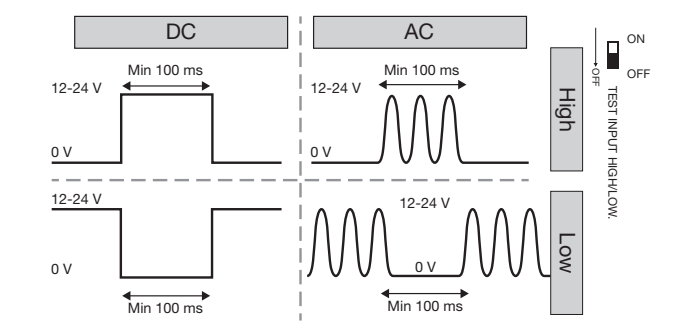 DC
AC
Min 100 ms
12-24 V
0 V
Min 100 ms
12-24 V
0 V
High
ON
OFF
OFF
TEST INPUT HIGH/LOW.
12-24 V
0 V
Min 100 ms
12-24 V
0 V
Min 100 ms
Low